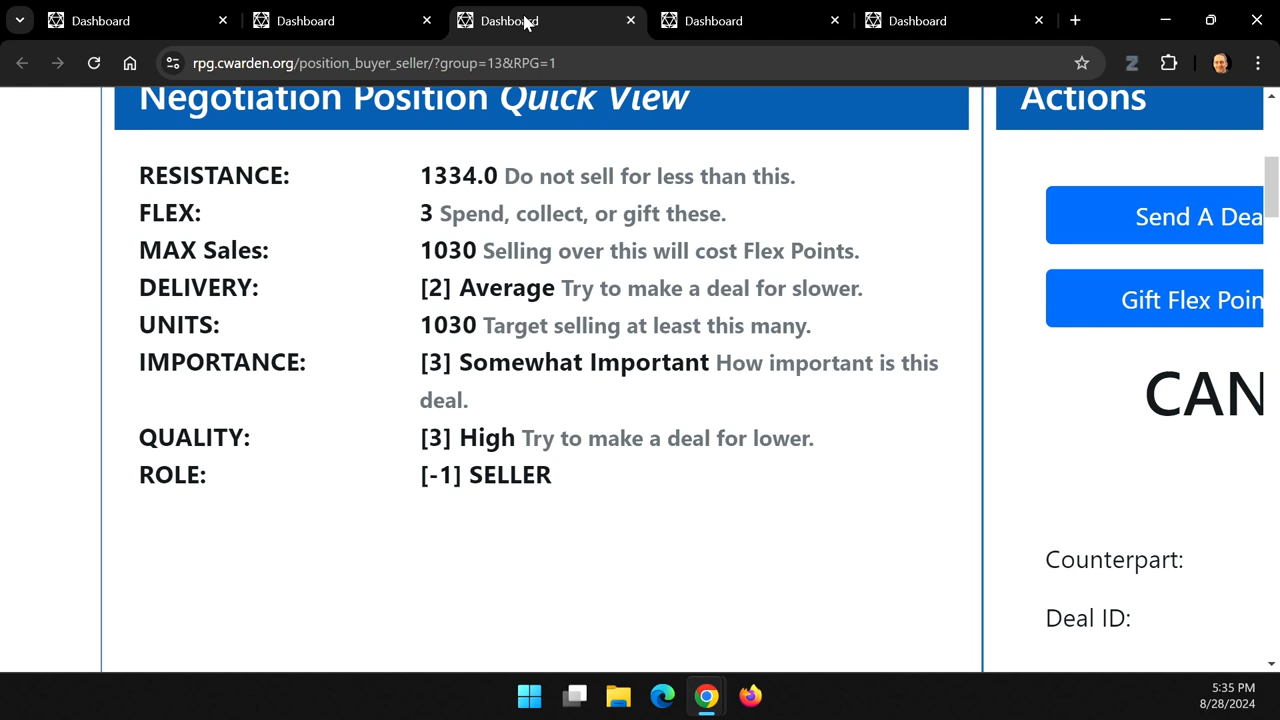 Dashboard
Dashboard
Dashboard
Dashboard
Dashboard
rpg.cwarden.org/position_buyer_seller/?group=13&RPG=1
Negotiation Position Quick View
RESISTANCE: 1334.0 Do not sell for less than this.
FLEX: 3 Spend, collect, or gift these.
MAX Sales: 1030 Selling over this will cost Flex Points.
DELIVERY: [2] Average Try to make a deal for slower.
UNITS: 1030 Target selling at least this many.
IMPORTANCE: [3] Somewhat Important How important is this
deal.
QUALITY: [3] High Try to make a deal for lower.
ROLE: [-1] SELLER
Actions
Send A Dea
Gift Flex Poin
CAN
Counterpart:
Deal ID:
5:35 PM
8/28/2024